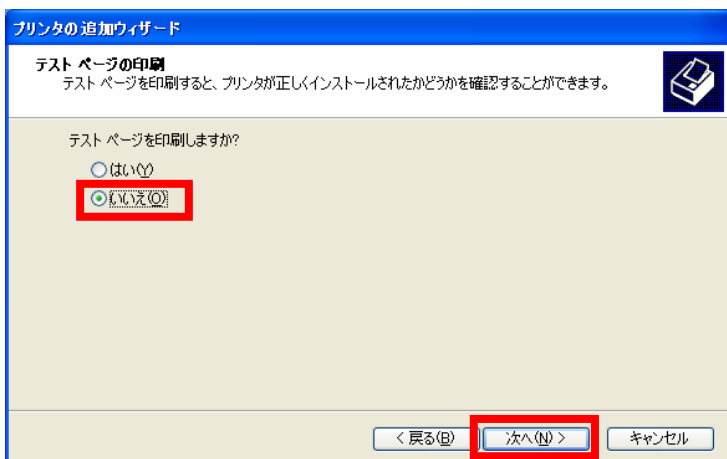 プリンタの追加ウィザード
テスト ページの印刷
テスト ページを印刷すると、プリンタが正しくインストールされたかどうかを確認することができます。
テスト ページを印刷しますか?
はい(Y)
いいえ(O)
< 戻る(B) 次へ(N) > キャンセル